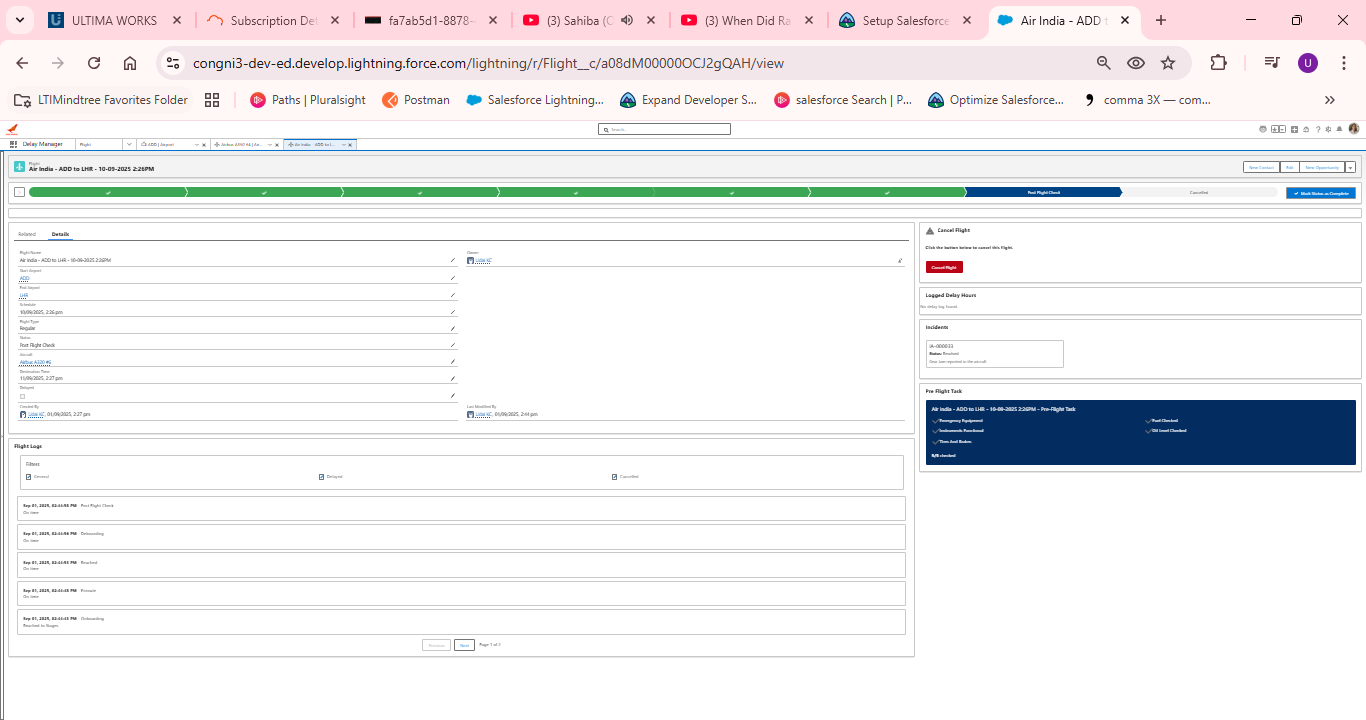 ULTIMA WORKS
Subscription Det
fa7ab5d1-8878-
(3) Sahiba (
(3) When Did Ra
Setup Salesforce
Air India - ADD t
congni3-dev-ed.develop.lightning.force.com/lightning/r/Flight__c/a08dM00000OCJ2gQAH/view
U
LTIMindtree Favorites Folder
Paths | Pluralsight
Postman
Salesforce Lightning...
Expand Developer S...
salesforce Search | P...
Optimize Salesforce...
comma 3X — com...
Search...
Delay Manager
Flight
ADD | Airport
Airbus A320 #6 | Air...
Air India - ADD to L...
Flight
Air India - ADD to LHR - 10-09-2025 2:26PM
New Contact
Edit
New Opportunity
Post Flight Check
Cancelled
Mark Status as Complete
Related
Details
Flight Name
Air India - ADD to LHR - 10-09-2025 2:26PM
Owner
Udai KC
Start Airport
ADD
End Airport
LHR
Schedule
10/09/2025, 2:26 pm
Flight Type
Regular
Status
Post Flight Check
Aircraft
Airbus A320 #6
Destination Time
11/09/2025, 2:27 pm
Delayed
Created By
Udai KC, 01/09/2025, 2:27 pm
Last Modified By
Udai KC, 01/09/2025, 2:44 pm
Flight Logs
Filters
General
Delayed
Cancelled
Sep 01, 2025, 02:44:58 PM - Post Flight Check
On time
Sep 01, 2025, 02:44:56 PM - Deboarding
On time
Sep 01, 2025, 02:44:53 PM - Reached
On time
Sep 01, 2025, 02:44:48 PM - Enroute
On time
Sep 01, 2025, 02:44:45 PM - Onboarding
Previous
Next
Page 1 of
Cancel Flight
Click the button below to cancel this flight.
Cancel Flight
Logged Delay Hours
No delay log found.
Incidents
IA-000033
Status: Resolved
Gear Jam reported in the aircraft
Pre Flight Task
Air India - ADD to LHR - 10-09-2025 2:26PM - Pre-Flight Task
Emergency Equipment
Fuel Checked
Instruments Functional
Oil Level Checked
Tires And Brakes
5/5 checked